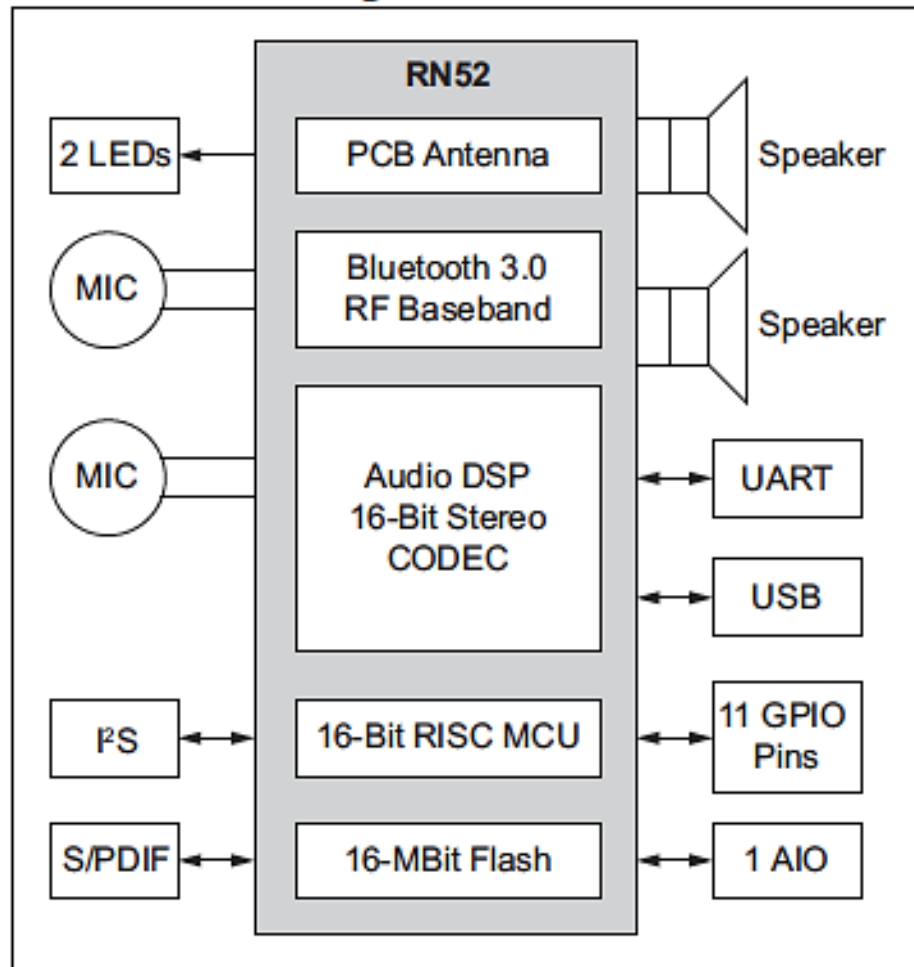 RN52
2 LEDs
PCB Antenna
Speaker
MIC
Bluetooth 3.0
RF Baseband
Speaker
MIC
Audio DSP
16-Bit Stereo
CODEC
UART
USB
I²S
16-Bit RISC MCU
11 GPIO
Pins
S/PDIF
16-MBit Flash
1 AIO